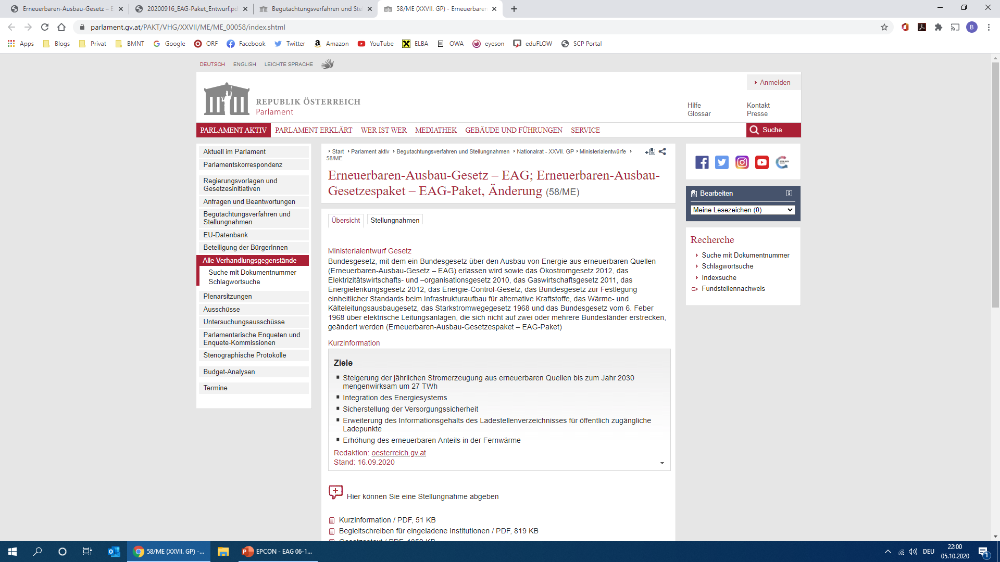 Erneuerbaren-Ausbau-Gesetz – E
20200916_EAG-Paket_Entwurf.pd
Begutachtungsverfahren und Ste
58/ME (XXVII. GP) - Erneuerbaren
parlament.gv.at/PAKT/VHG/XXVII/ME/ME_00058/index.shtml
B
Apps Blogs Privat BMNT Google ORF Facebook Twitter Amazon YouTube ELBA OWA eyeson eduFLOW SCP Portal
DEUTSCH ENGLISH LEICHTE SPRACHE
REPUBLIK ÖSTERREICH
Parlament
Anmelden
Hilfe
Glossar
Kontakt
Presse
PARLAMENT AKTIV PARLAMENT ERKLÄRT WER IST WER MEDIATHEK GEBÄUDE UND FÜHRUNGEN SERVICE Suche
Aktuell im Parlament
Parlamentskorrespondenz
Regierungsvorlagen und
Gesetzesinitiativen
Anfragen und Beantwortungen
Begutachtungsverfahren und
Stellungnahmen
EU-Datenbank
Beteiligung der BürgerInnen
Alle Verhandlungsgegenstände
Suche mit Dokumentnummer
Schlagwortsuche
Plenarsitzungen
Ausschüsse
Untersuchungsausschüsse
Parlamentarische Enqueten und
Enquete-Kommissionen
Stenographische Protokolle
Budget-Analysen
Termine
Start Parlament aktiv Begutachtungsverfahren und Stellungnahmen Nationalrat - XXVII. GP Ministerialentwürfe
58/ME
Erneuerbaren-Ausbau-Gesetz – EAG; Erneuerbaren-Ausbau-
Gesetzespaket – EAG-Paket, Änderung (58/ME)
Übersicht Stellungnahmen
Ministerialentwurf Gesetz
Bundesgesetz, mit dem ein Bundesgesetz über den Ausbau von Energie aus erneuerbaren Quellen
(Erneuerbaren-Ausbau-Gesetz – EAG) erlassen wird sowie das Ökostromgesetz 2012, das
Elektrizitätswirtschafts- und –organisationsgesetz 2010, das Gaswirtschaftsgesetz 2011, das
Energielenkungsgesetz 2012, das Energie-Control-Gesetz, das Bundesgesetz zur Festlegung
einheitlicher Standards beim Infrastrukturaufbau für alternative Kraftstoffe, das Wärme- und
Kälteleitungsausbaugesetz, das Starkstromwegegesetz 1968 und das Bundesgesetz vom 6. Feber
1968 über elektrische Leitungsanlagen, die sich nicht auf zwei oder mehrere Bundesländer erstrecken,
geändert werden (Erneuerbaren-Ausbau-Gesetzespaket – EAG-Paket)
Kurzinformation
Ziele
Steigerung der jährlichen Stromerzeugung aus erneuerbaren Quellen bis zum Jahr 2030
mengenwirksam um 27 TWh
Integration des Energiesystems
Sicherstellung der Versorgungssicherheit
Erweiterung des Informationsgehalts des Ladestellenverzeichnisses für öffentlich zugängliche
Ladepunkte
Erhöhung des erneuerbaren Anteils in der Fernwärme
Redaktion: oesterreich.gv.at
Stand: 16.09.2020
Hier können Sie eine Stellungnahme abgeben
Kurzinformation / PDF, 51 KB
Begleitschreiben für eingeladene Institutionen / PDF, 819 KB
Bearbeiten
Meine Lesezeichen (0)
Recherche
Suche mit Dokumentnummer
Schlagwortsuche
Indexsuche
Fundstellennachweis
58/ME (XXVII. GP) -...
EPCON - EAG 06-1...
DEU
22:00
05.10.2020
1